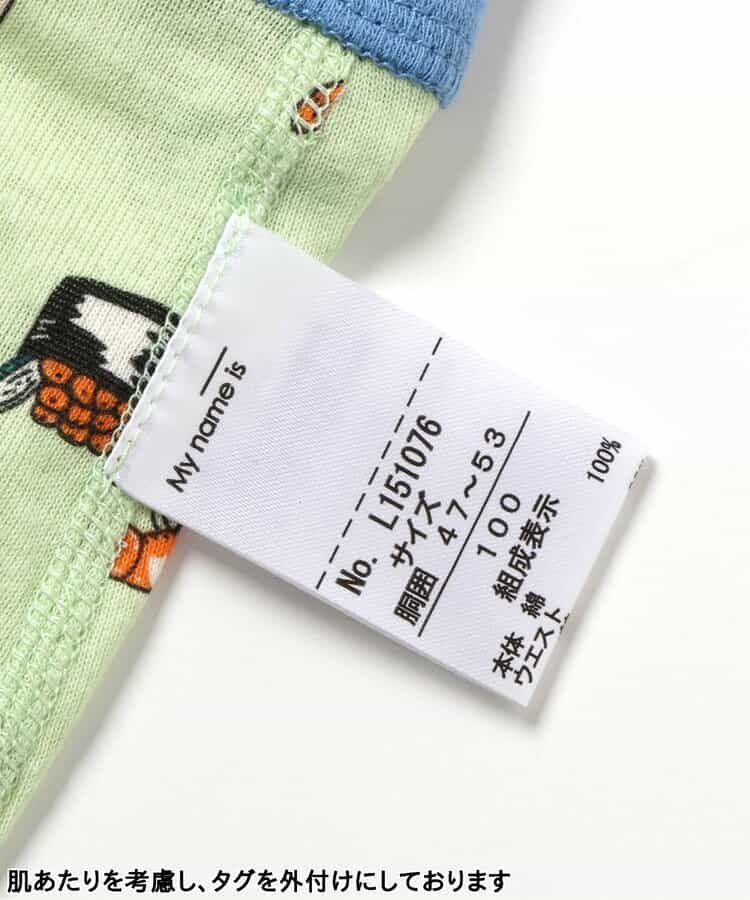 My name is
No. L151076
サイズ
胴囲 47～53
100
組成表示
本体 綿 100%
ウエスト
肌あたりを考慮し、タグを外付けにしております